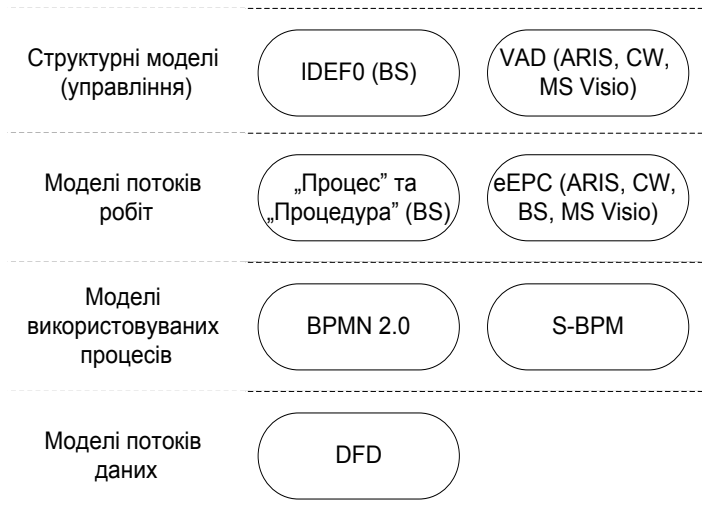 Структурні моделі
(управління)
IDEF0 (BS)
VAD (ARIS, CW,
MS Visio)
Моделі потоків
робіт
„Процес” та
„Процедура” (BS)
eEPC (ARIS, CW,
BS, MS Visio)
Моделі
використовуваних
процесів
BPMN 2.0
S-BPM
Моделі потоків
даних
DFD